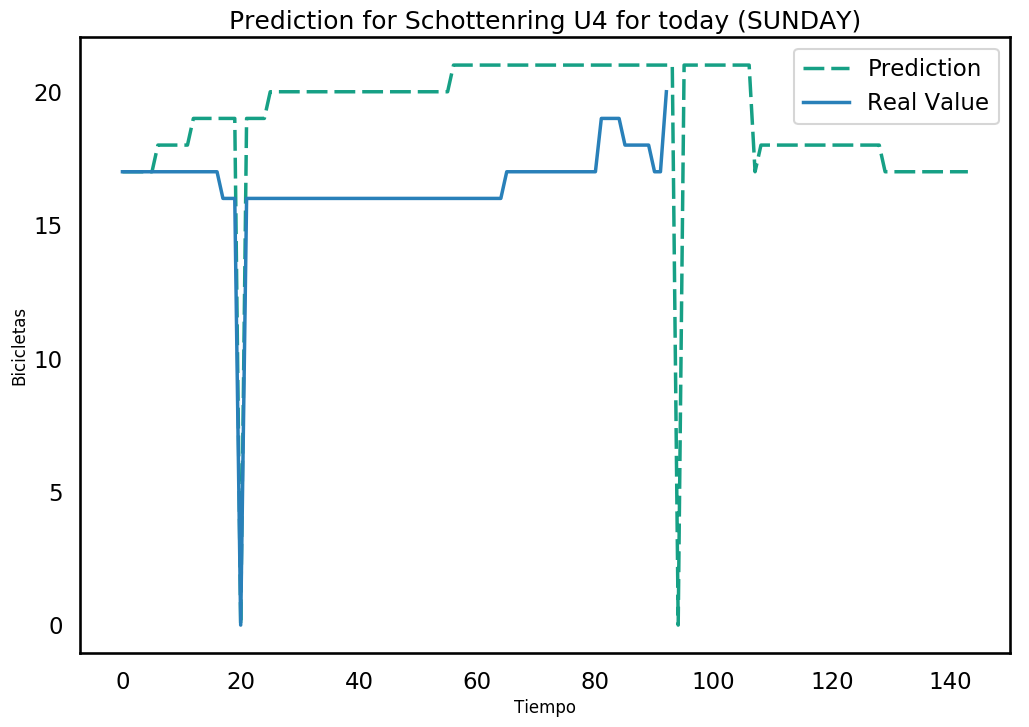 Prediction for Schottenring U4 for today (SUNDAY)
Prediction
Real Value
20
15
10
5
0
Bicicletas
0 20 40 60 80 100 120 140
Tiempo